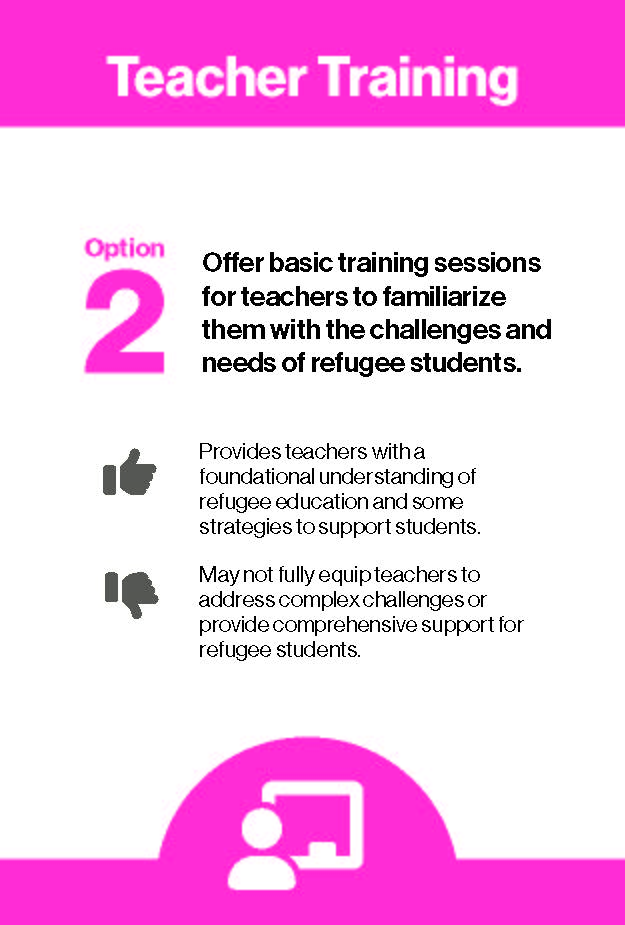 Teacher Training
Option
2
Offer basic training sessions
for teachers to familiarize
them with the challenges and
needs of refugee students.
Provides teachers with a
foundational understanding of
refugee education and some
strategies to support students.
May not fully equip teachers to
address complex challenges or
provide comprehensive support for
refugee students.